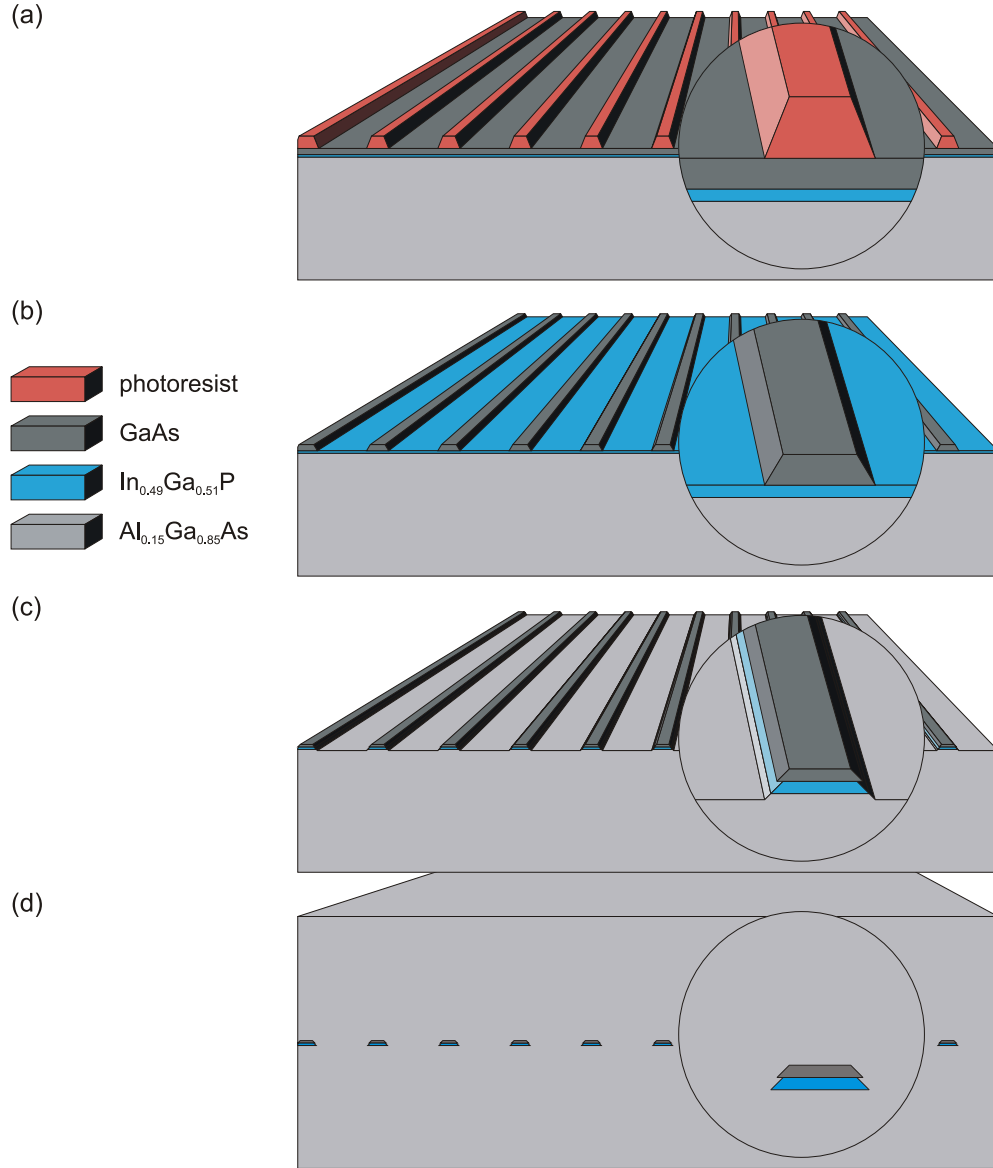 (a)
(b)
photoresist
GaAs
In₀.₄₉Ga₀.₅₁P
Al₀.₁₅Ga₀.₈₅As
(c)
(d)